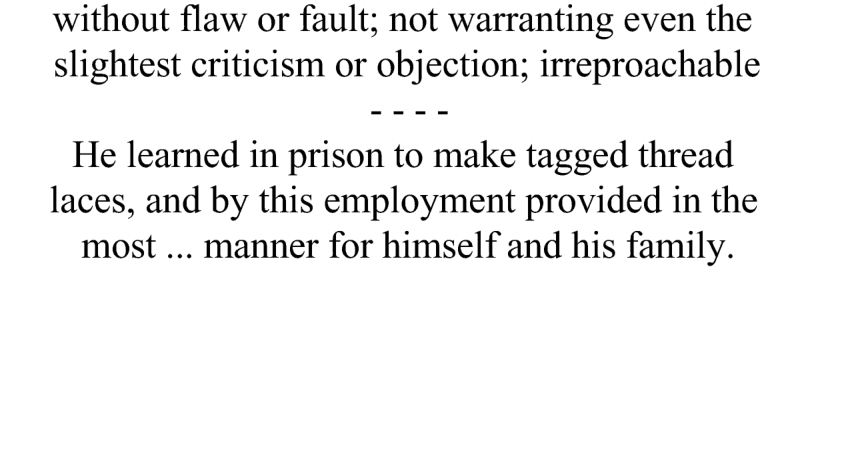 without flaw or fault; not warranting even the
slightest criticism or objection; irreproachable
- - - -
He learned in prison to make tagged thread
laces, and by this employment provided in the
most ... manner for himself and his family.